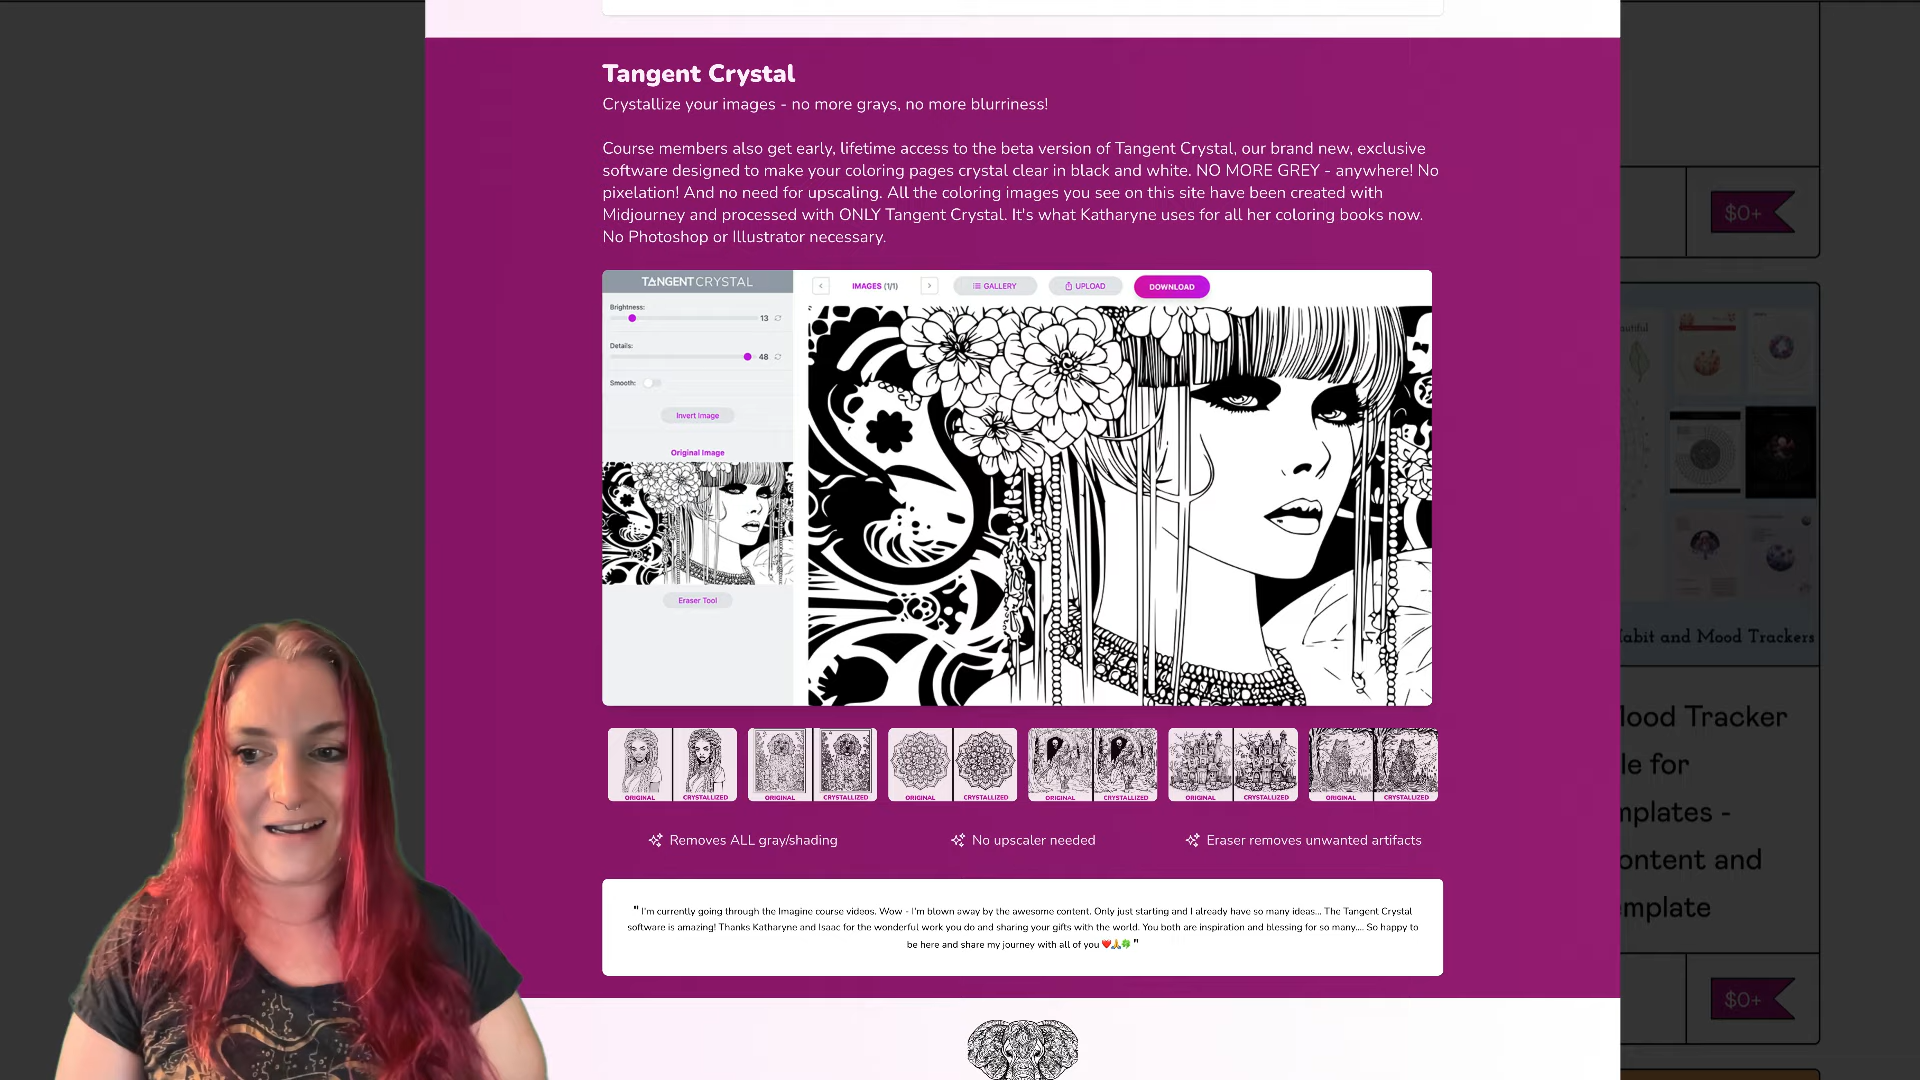 Tangent Crystal
Crystallize your images - no more grays, no more blurriness!
Course members also get early, lifetime access to the beta version of Tangent Crystal, our brand new, exclusive
software designed to make your coloring pages crystal clear in black and white. NO MORE GREY - anywhere! No
pixelation! And no need for upscaling. All the coloring images you see on this site have been created with
Midjourney and processed with ONLY Tangent Crystal. It's what Katharyne uses for all her coloring books now.
No Photoshop or Illustrator necessary.
TANGENTCRYSTAL
IMAGES (1/1)
GALLERY
UPLOAD
DOWNLOAD
Brightness:
13
Details:
48
Smooth:
Invert Image
Original Image
Eraser Tool
ORIGINAL CRYSTALLIZED
ORIGINAL CRYSTALLIZED
ORIGINAL CRYSTALLIZED
ORIGINAL CRYSTALLIZED
ORIGINAL CRYSTALLIZED
ORIGINAL CRYSTALLIZED
Removes ALL gray/shading
No upscaler needed
Eraser removes unwanted artifacts
" I'm currently going through the Imagine course videos. Wow - I'm blown away by the awesome content. Only just starting and I already have so many ideas... The Tangent Crystal
software is amazing! Thanks Katharyne and Isaac for the wonderful work you do and sharing your gifts with the world. You both are inspiration and blessing for so many.... So happy to
be here and share my journey with all of you ❤️🙏🍀 "
$0+
abit and Mood Trackers
Mood Tracker
le for
mplates -
ontent and
mplate
$0+